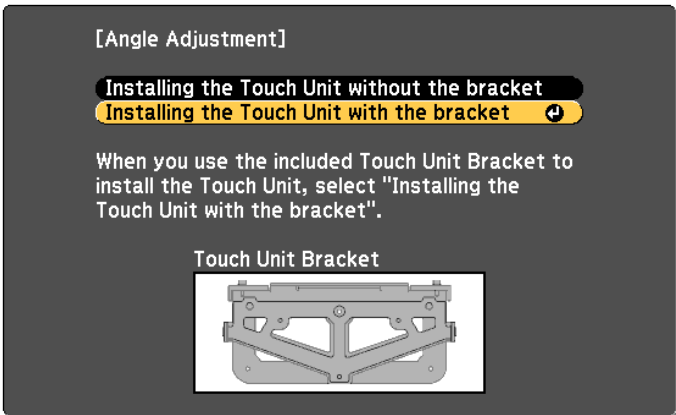 [Angle Adjustment]
Installing the Touch Unit without the bracket
Installing the Touch Unit with the bracket
When you use the included Touch Unit Bracket to
install the Touch Unit, select "Installing the
Touch Unit with the bracket".
Touch Unit Bracket